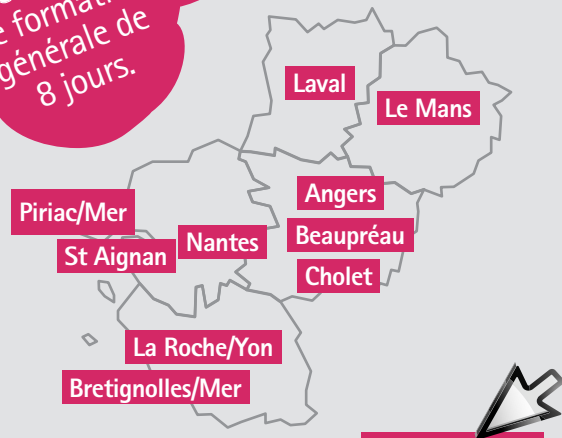 formati
générale de
8 jours.
Laval
Le Mans
Angers
Piriac/Mer
Beaupréau
Nantes
St Aignan
Cholet
La Roche/Yon
Bretignolles/Mer